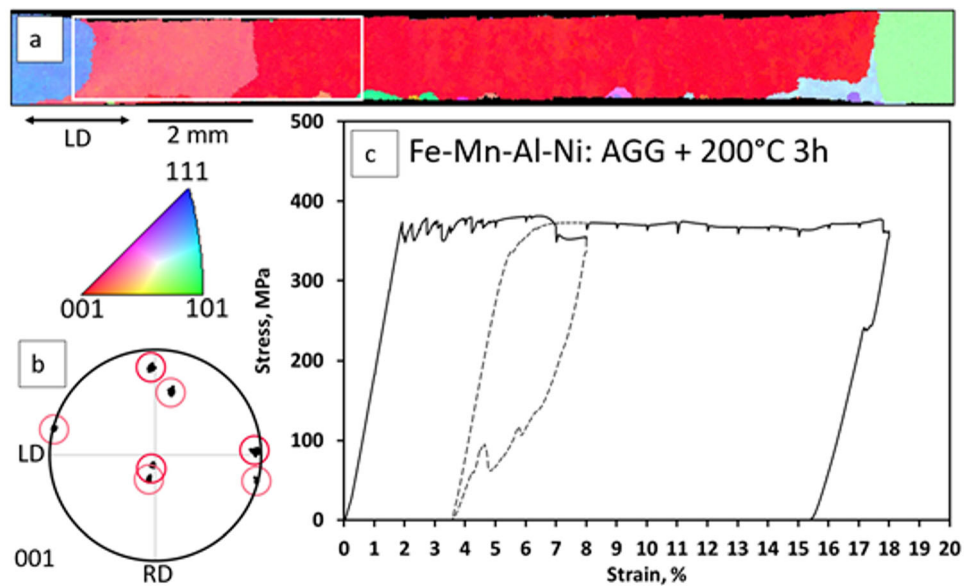 a
LD
2 mm
111
001
101
b
LD
001
RD
c
Fe-Mn-Al-Ni: AGG + 200°C 3h
Stress, MPa
500
400
300
200
100
0
0 1 2 3 4 5 6 7 8 9 10 11 12 13 14 15 16 17 18 19 20
Strain, %